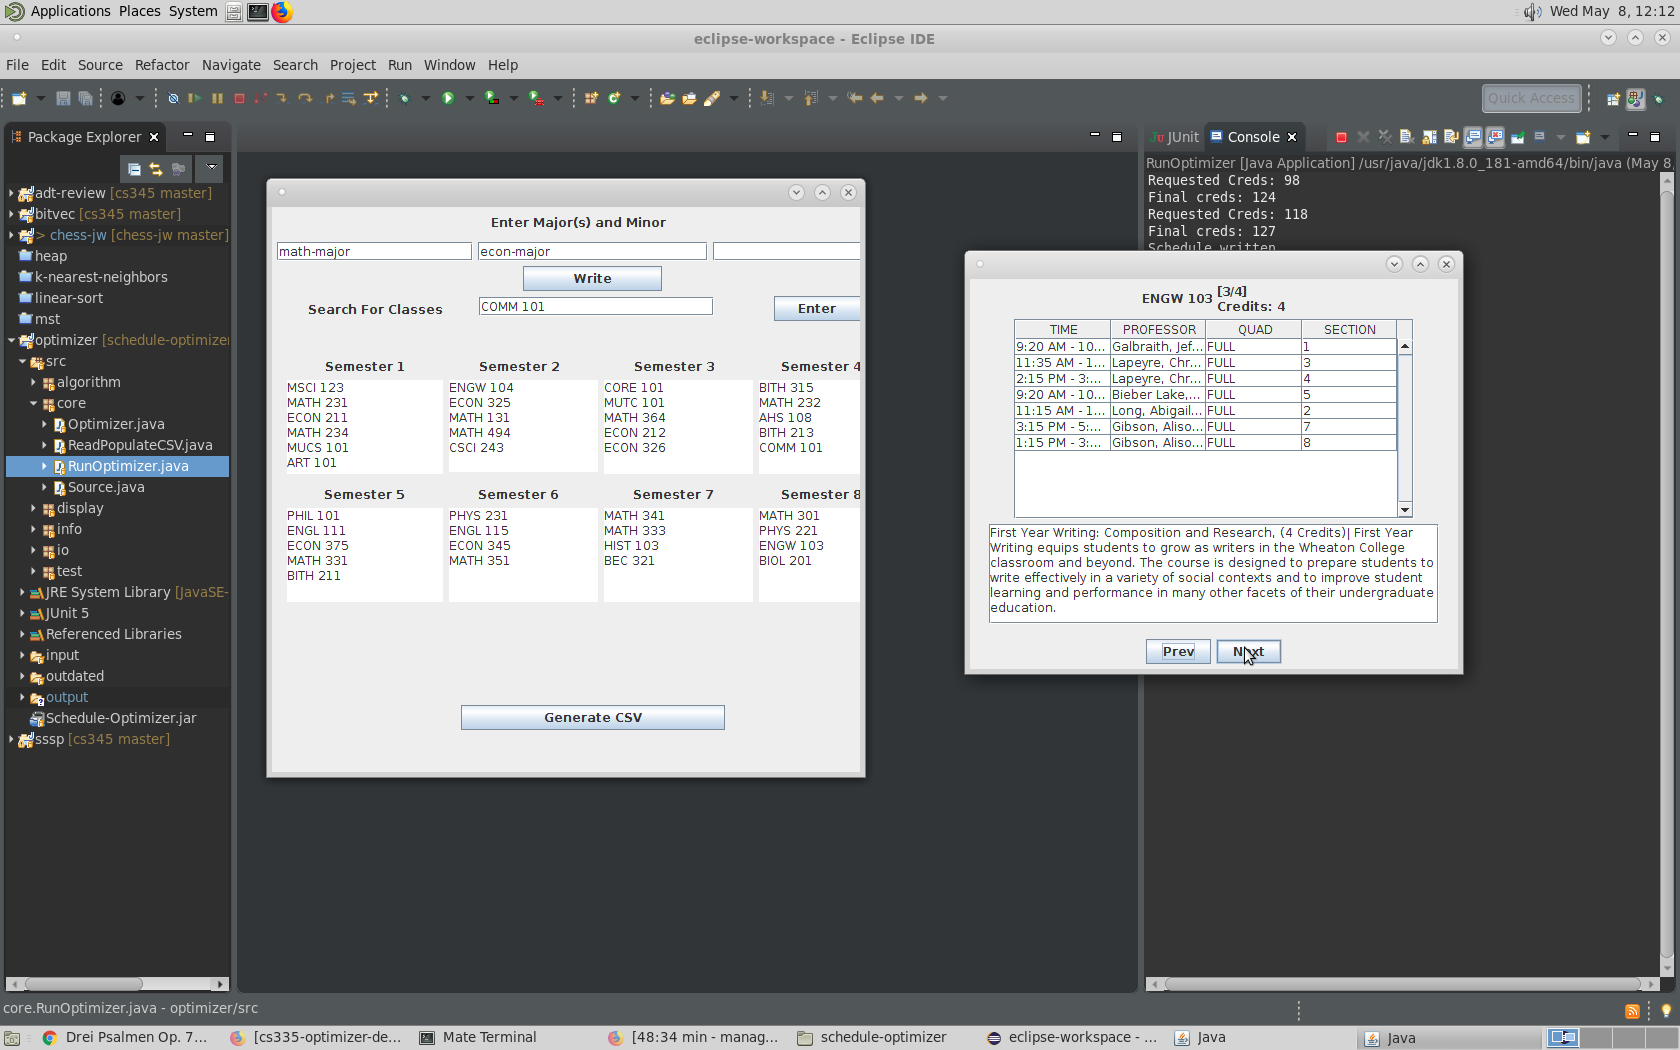 Applications Places System
Wed May 8, 12:12
eclipse-workspace - Eclipse IDE
File Edit Source Refactor Navigate Search Project Run Window Help
Quick Access
Package Explorer
adt-review [cs345 master]
bitvec [cs345 master]
> chess-jw [chess-jw master]
heap
k-nearest-neighbors
linear-sort
mst
optimizer [schedule-optimize
src
algorithm
core
Optimizer.java
ReadPopulateCSV.java
RunOptimizer.java
Source.java
display
info
io
test
JRE System Library [JavaSE-
JUnit 5
Referenced Libraries
input
outdated
output
Schedule-Optimizer.jar
sssp [cs345 master]
Enter Major(s) and Minor
math-major econ-major
Write
Search For Classes COMM 101 Enter
Semester 1
MSCI 123
MATH 231
ECON 211
MATH 234
MUCS 101
ART 101
Semester 2
ENGW 104
ECON 325
MATH 131
MATH 494
CSCI 243
Semester 3
CORE 101
MUTC 101
MATH 364
ECON 212
ECON 326
Semester 4
BITH 315
MATH 232
AHS 108
BITH 213
COMM 101
Semester 5
PHIL 101
ENGL 111
ECON 375
MATH 331
BITH 211
Semester 6
PHYS 231
ENGL 115
ECON 345
MATH 351
Semester 7
MATH 341
MATH 333
HIST 103
BEC 321
Semester 8
MATH 301
PHYS 221
ENGW 103
BIOL 201
Generate CSV
JUnit Console
RunOptimizer [Java Application] /usr/java/jdk1.8.0_181-amd64/bin/java (May 8,
Requested Creds: 98
Final creds: 124
Requested Creds: 118
Final creds: 127
Schedule written
ENGW 103 [3/4]
Credits: 4
TIME PROFESSOR QUAD SECTION
9:20 AM - 10... Galbraith, Jef... FULL 1
11:35 AM - 1... Lapeyre, Chr... FULL 3
2:15 PM - 3:... Lapeyre, Chr... FULL 4
9:20 AM - 10... Bieber Lake,... FULL 5
11:15 AM - 1... Long, Abigail... FULL 2
3:15 PM - 5:... Gibson, Aliso... FULL 7
1:15 PM - 3:... Gibson, Aliso... FULL 8
First Year Writing: Composition and Research, (4 Credits)| First Year
Writing equips students to grow as writers in the Wheaton College
classroom and beyond. The course is designed to prepare students to
write effectively in a variety of social contexts and to improve student
learning and performance in many other facets of their undergraduate
education.
Prev Next
core.RunOptimizer.java - optimizer/src
Drei Psalmen Op. 7... [cs335-optimizer-de... Mate Terminal [48:34 min - manag... schedule-optimizer eclipse-workspace - ... Java Java